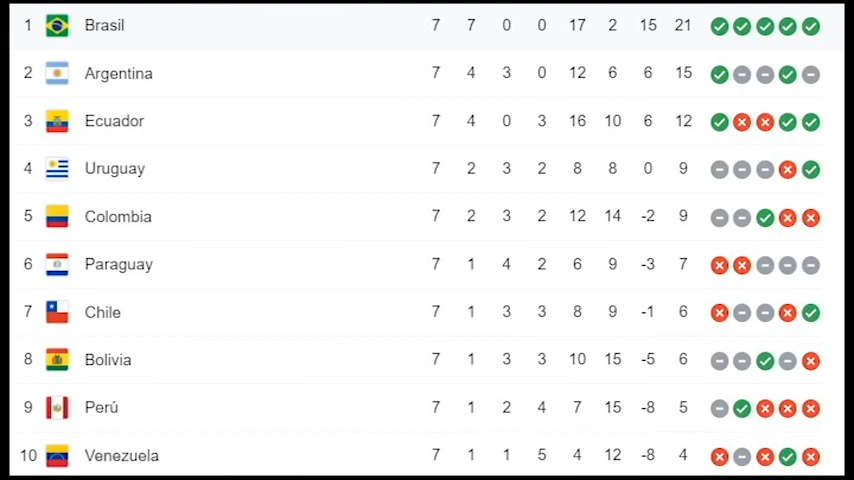 1 Brasil 7 7 0 0 17 2 15 21
2 Argentina 7 4 3 0 12 6 6 15
3 Ecuador 7 4 0 3 16 10 6 12
4 Uruguay 7 2 3 2 8 8 0 9
5 Colombia 7 2 3 2 12 14 -2 9
6 Paraguay 7 1 4 2 6 9 -3 7
7 Chile 7 1 3 3 8 9 -1 6
8 Bolivia 7 1 3 3 10 15 -5 6
9 Perú 7 1 2 4 7 15 -8 5
10 Venezuela 7 1 1 5 4 12 -8 4